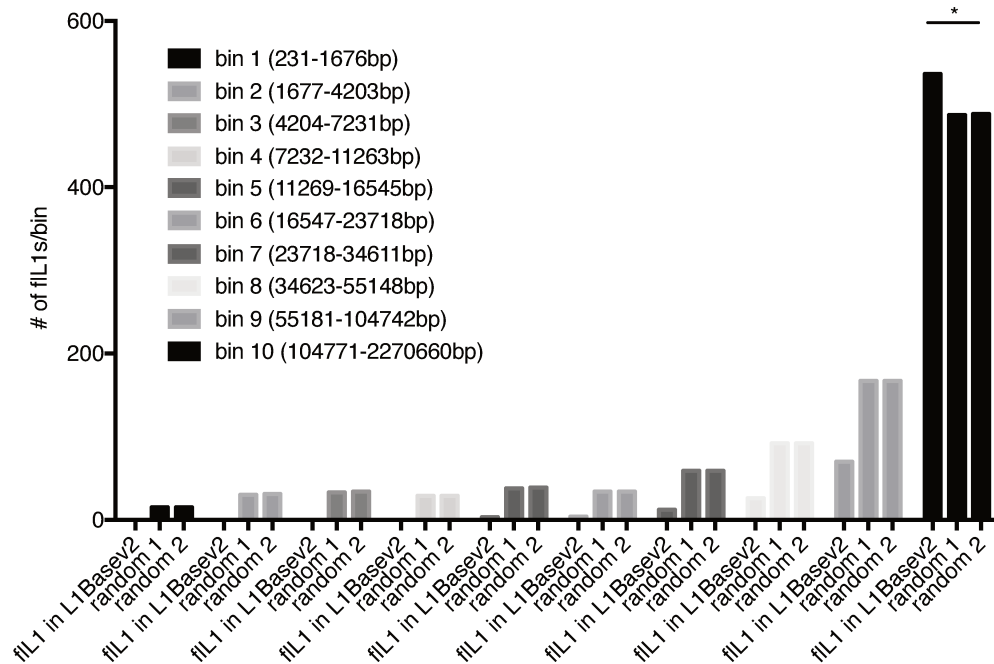 600
400
200
0
# of flL1s/bin
*
bin 1 (231-1676bp)
bin 2 (1677-4203bp)
bin 3 (4204-7231bp)
bin 4 (7232-11263bp)
bin 5 (11269-16545bp)
bin 6 (16547-23718bp)
bin 7 (23718-34611bp)
bin 8 (34623-55148bp)
bin 9 (55181-104742bp)
bin 10 (104771-2270660bp)
flL1 in L1Basev2
random 1
random 2
flL1 in L1Basev2
random 1
random 2
flL1 in L1Basev2
random 1
random 2
flL1 in L1Basev2
random 1
random 2
flL1 in L1Basev2
random 1
random 2
flL1 in L1Basev2
random 1
random 2
flL1 in L1Basev2
random 1
random 2
flL1 in L1Basev2
random 1
random 2
flL1 in L1Basev2
random 1
random 2
flL1 in L1Basev2
random 1
random 2